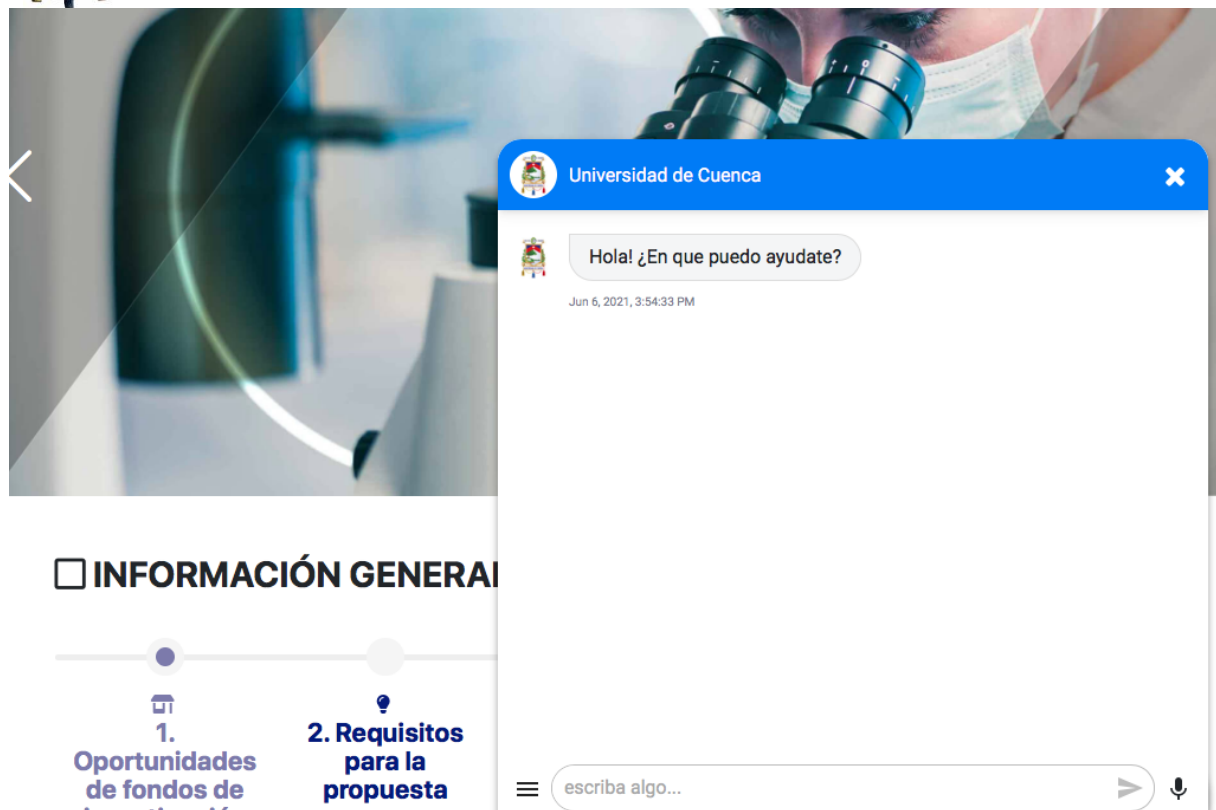 Universidad de Cuenca
Hola! ¿En que puedo ayudate?
Jun 6, 2021, 3:54:33 PM
INFORMACIÓN GENERAL
1.
Oportunidades
de fondos de
2. Requisitos
para la
propuesta
escriba algo...